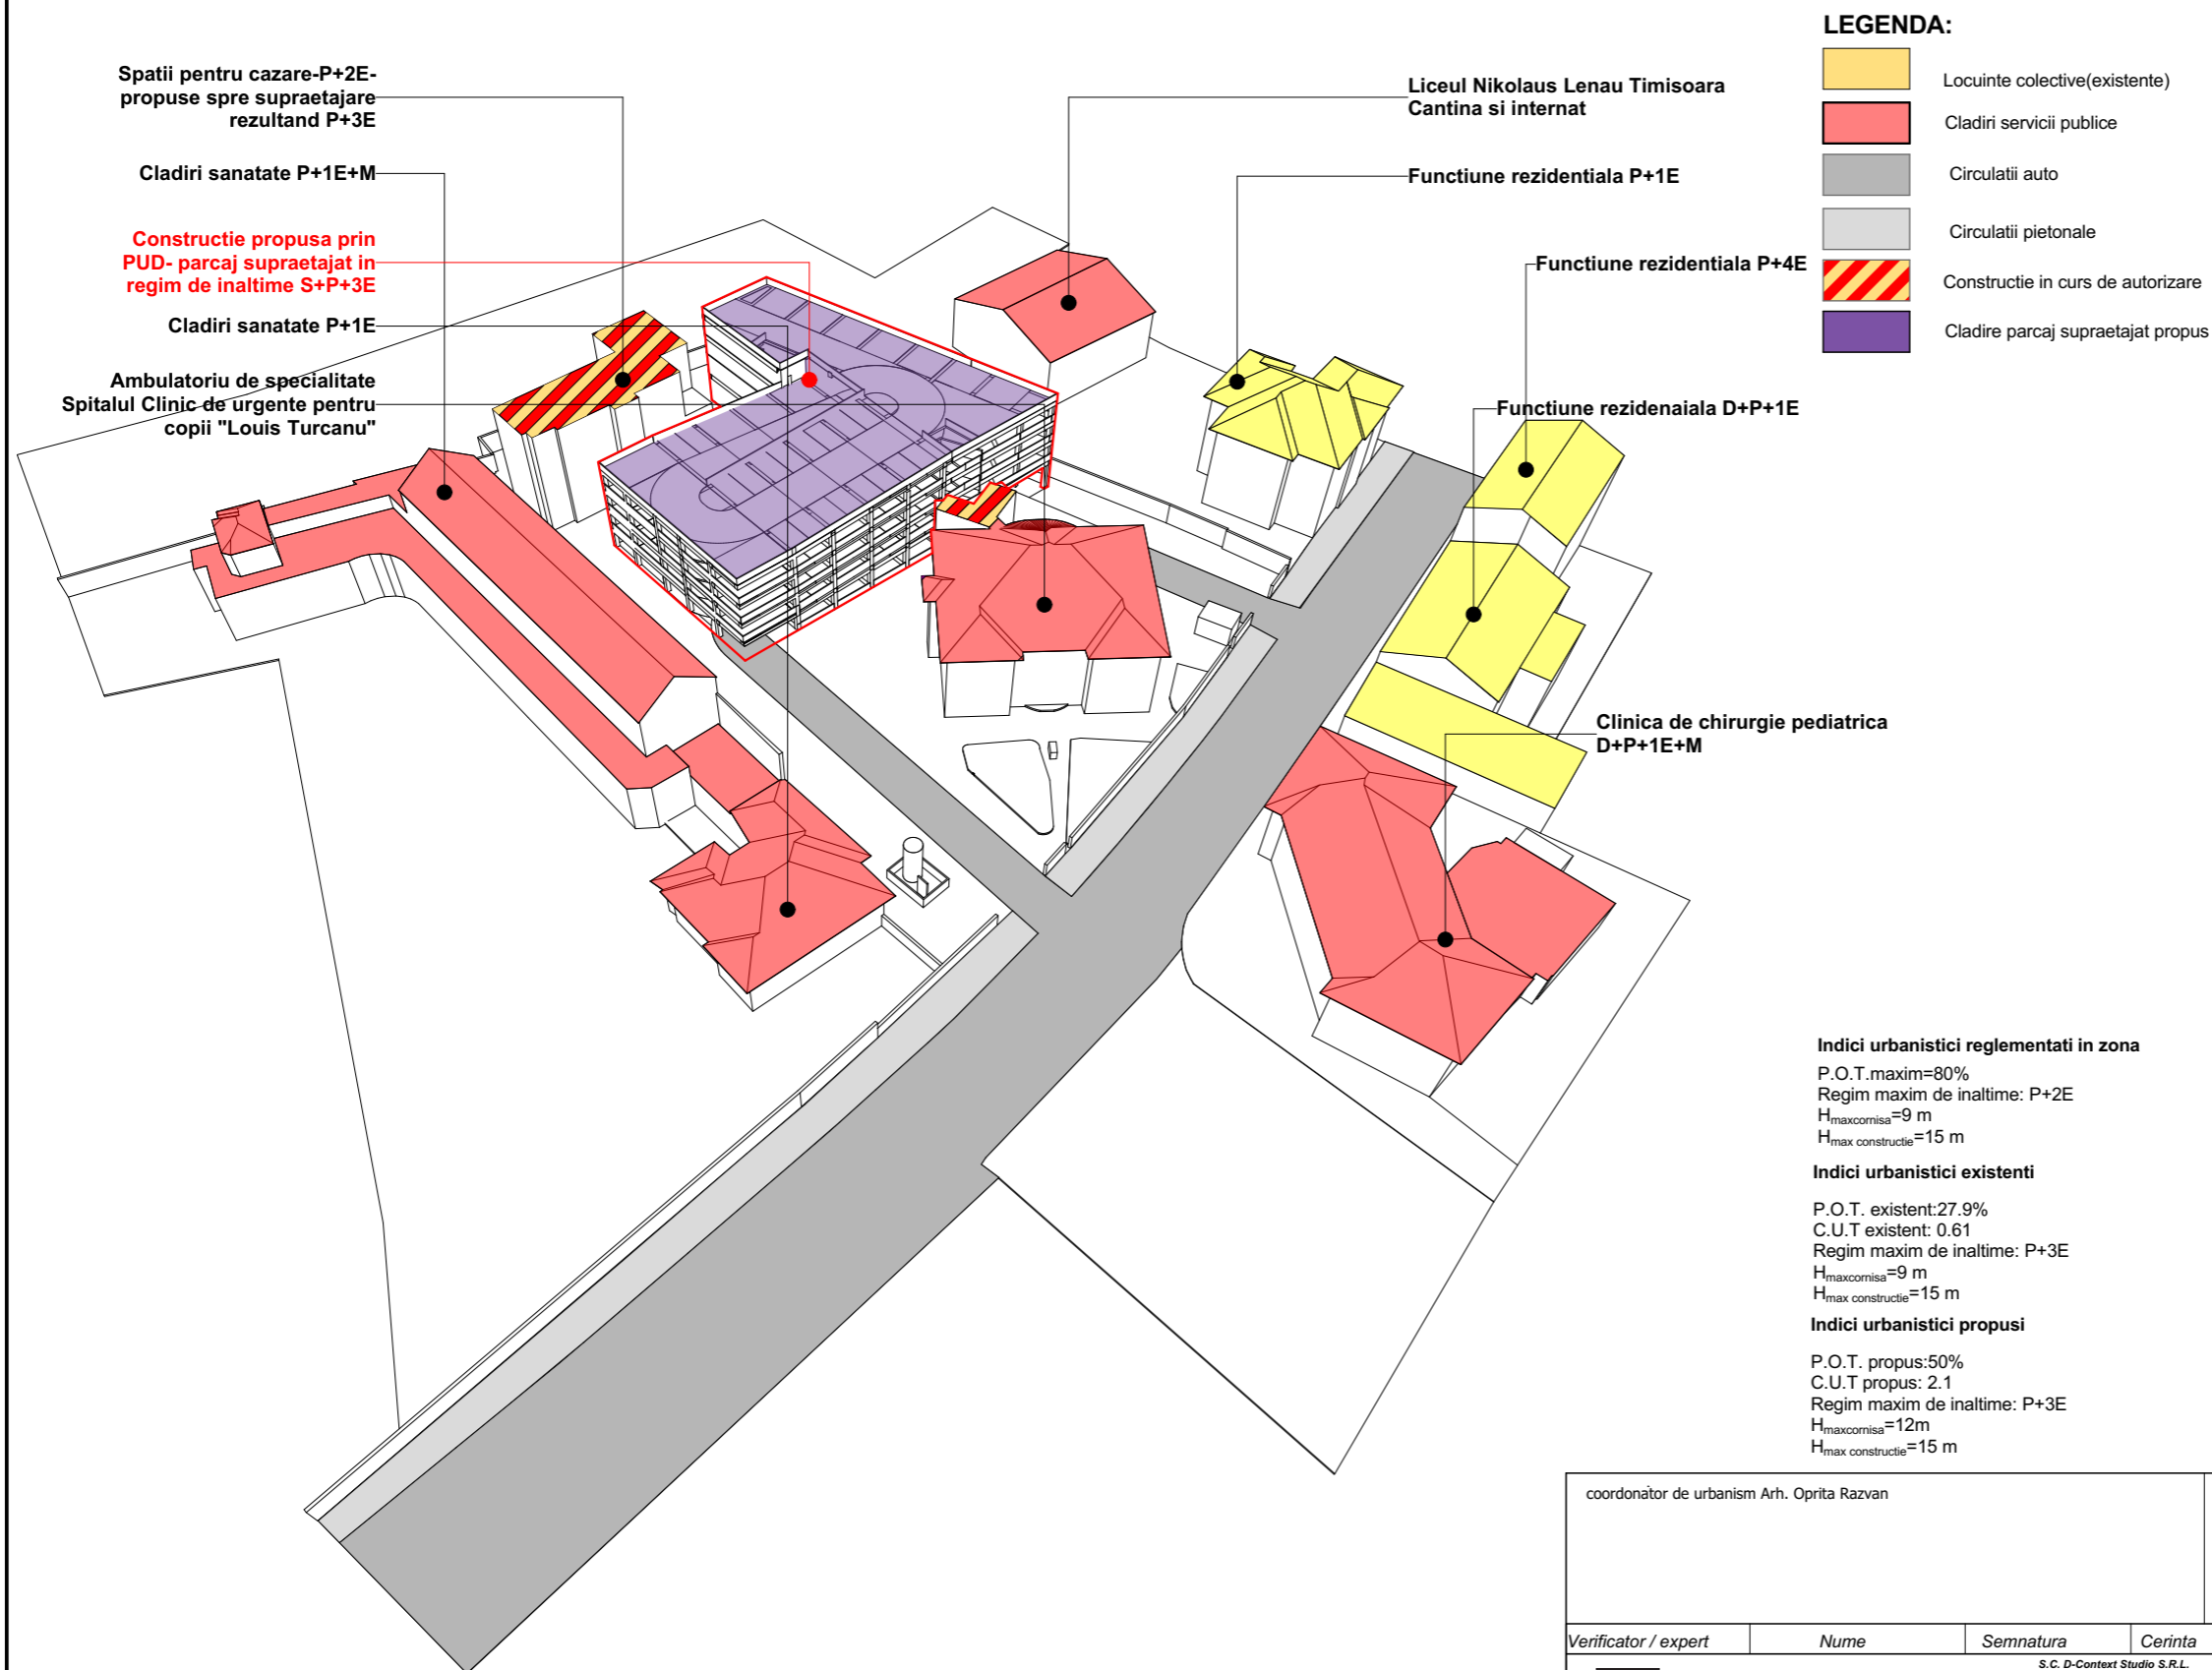 Spatii pentru cazare-P+2E-
propuse spre supraetajare
rezultand P+3E
Cladiri sanatate P+1E+M
Constructie propusa prin
PUD- parcaj supraetajat in
regim de inaltime S+P+3E
Cladiri sanatate P+1E
Ambulatoriu de specialitate
Spitalul Clinic de urgente pentru
copii "Louis Turcanu"
Liceul Nikolaus Lenau Timisoara
Cantina si internat
Functiune rezidentiala P+1E
Functiune rezidentiala P+4E
Functiune rezidenaiala D+P+1E
Clinica de chirurgie pediatrica
D+P+1E+M
LEGENDA:
Locuinte colective(existente)
Cladiri servicii publice
Circulatii auto
Circulatii pietonale
Constructie in curs de autorizare
Cladire parcaj supraetajat propus
Indici urbanistici reglementati in zona
P.O.T.maxim=80%
Regim maxim de inaltime: P+2E
Hmaxcornisa=9 m
Hmax constructie=15 m
Indici urbanistici existenti
P.O.T. existent:27.9%
C.U.T existent: 0.61
Regim maxim de inaltime: P+3E
Hmaxcornisa=9 m
Hmax constructie=15 m
Indici urbanistici propusi
P.O.T. propus:50%
C.U.T propus: 2.1
Regim maxim de inaltime: P+3E
Hmaxcornisa=12m
Hmax constructie=15 m
coordonator de urbanism Arh. Oprita Razvan
Verificator / expert Nume Semnatura Cerinta
S.C. D-Context Studio S.R.L.